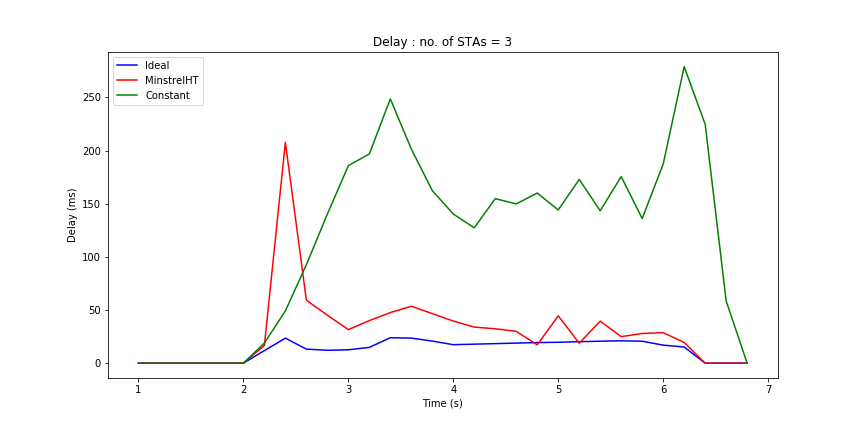 Delay : no. of STAs = 3
Ideal
MinstrelHT
Constant
250
200
150
100
50
0
Delay (ms)
1 2 3 4 5 6 7
Time (s)